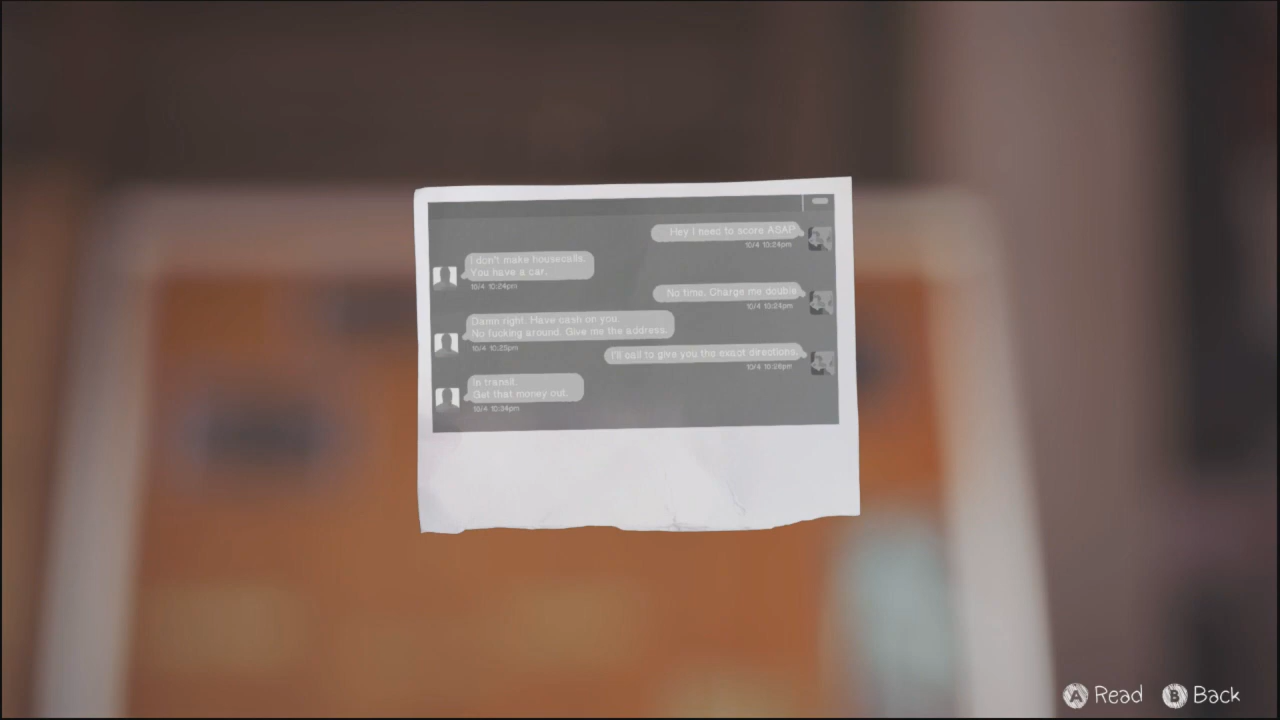 Hey I need to score ASAP
10/4 10:24pm
I don't make housecalls.
You have a car.
10/4 10:24pm
No time. Charge me double
10/4 10:24pm
Damn right. Have cash on you.
No fucking around. Give me the address.
10/4 10:25pm
I'll call to give you the exact directions.
10/4 10:26pm
In transit.
Get that money out.
10/4 10:34pm
A Read B Back